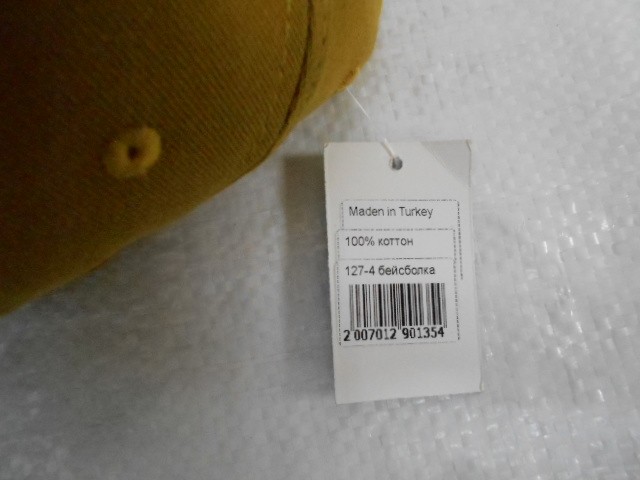 Maden in Turkey
100% коттон
127-4 бейсболка
2 007012 901354